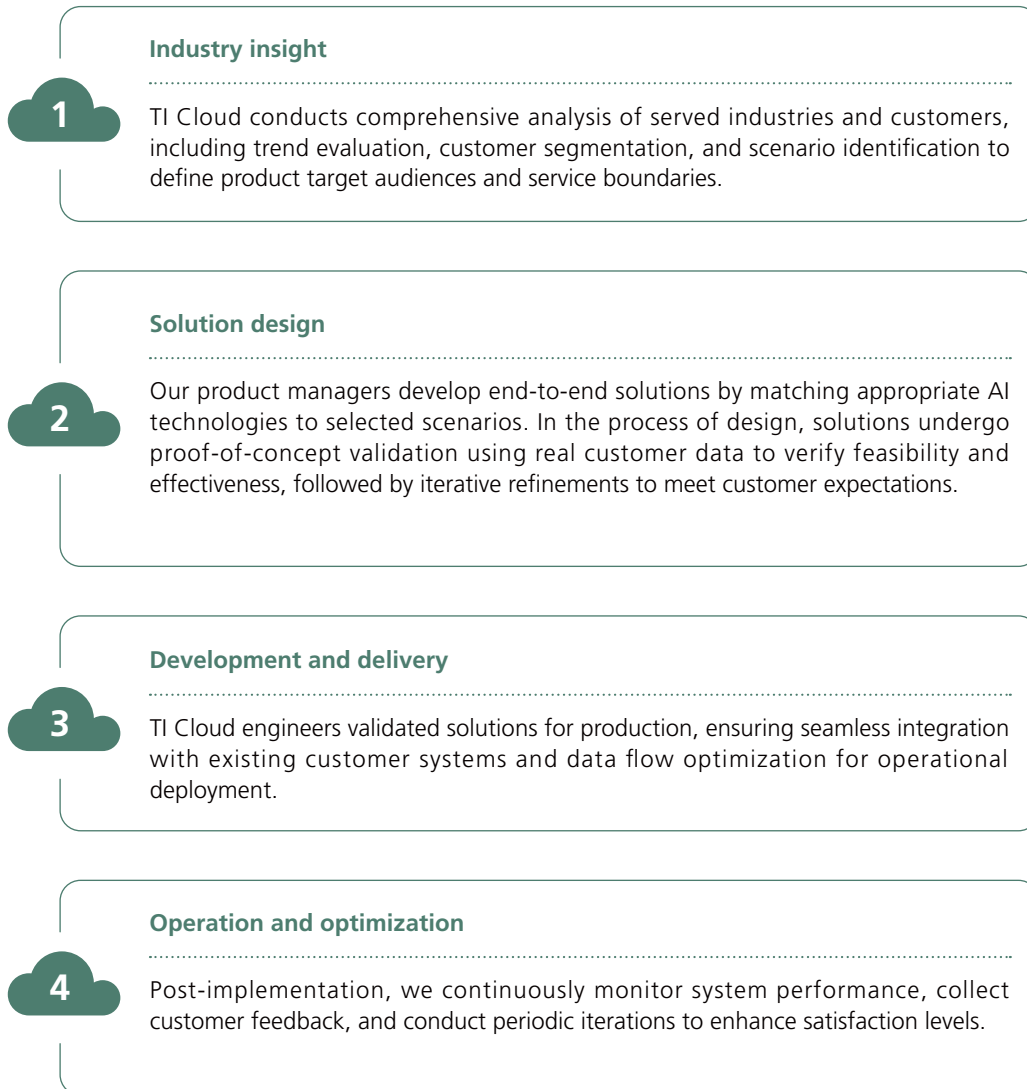 Industry insight
1
TI Cloud conducts comprehensive analysis of served industries and customers,
including trend evaluation, customer segmentation, and scenario identification to
define product target audiences and service boundaries.
Solution design
2
Our product managers develop end-to-end solutions by matching appropriate AI
technologies to selected scenarios. In the process of design, solutions undergo
proof-of-concept validation using real customer data to verify feasibility and
effectiveness, followed by iterative refinements to meet customer expectations.
Development and delivery
3
TI Cloud engineers validated solutions for production, ensuring seamless integration
with existing customer systems and data flow optimization for operational
deployment.
Operation and optimization
4
Post-implementation, we continuously monitor system performance, collect
customer feedback, and conduct periodic iterations to enhance satisfaction levels.